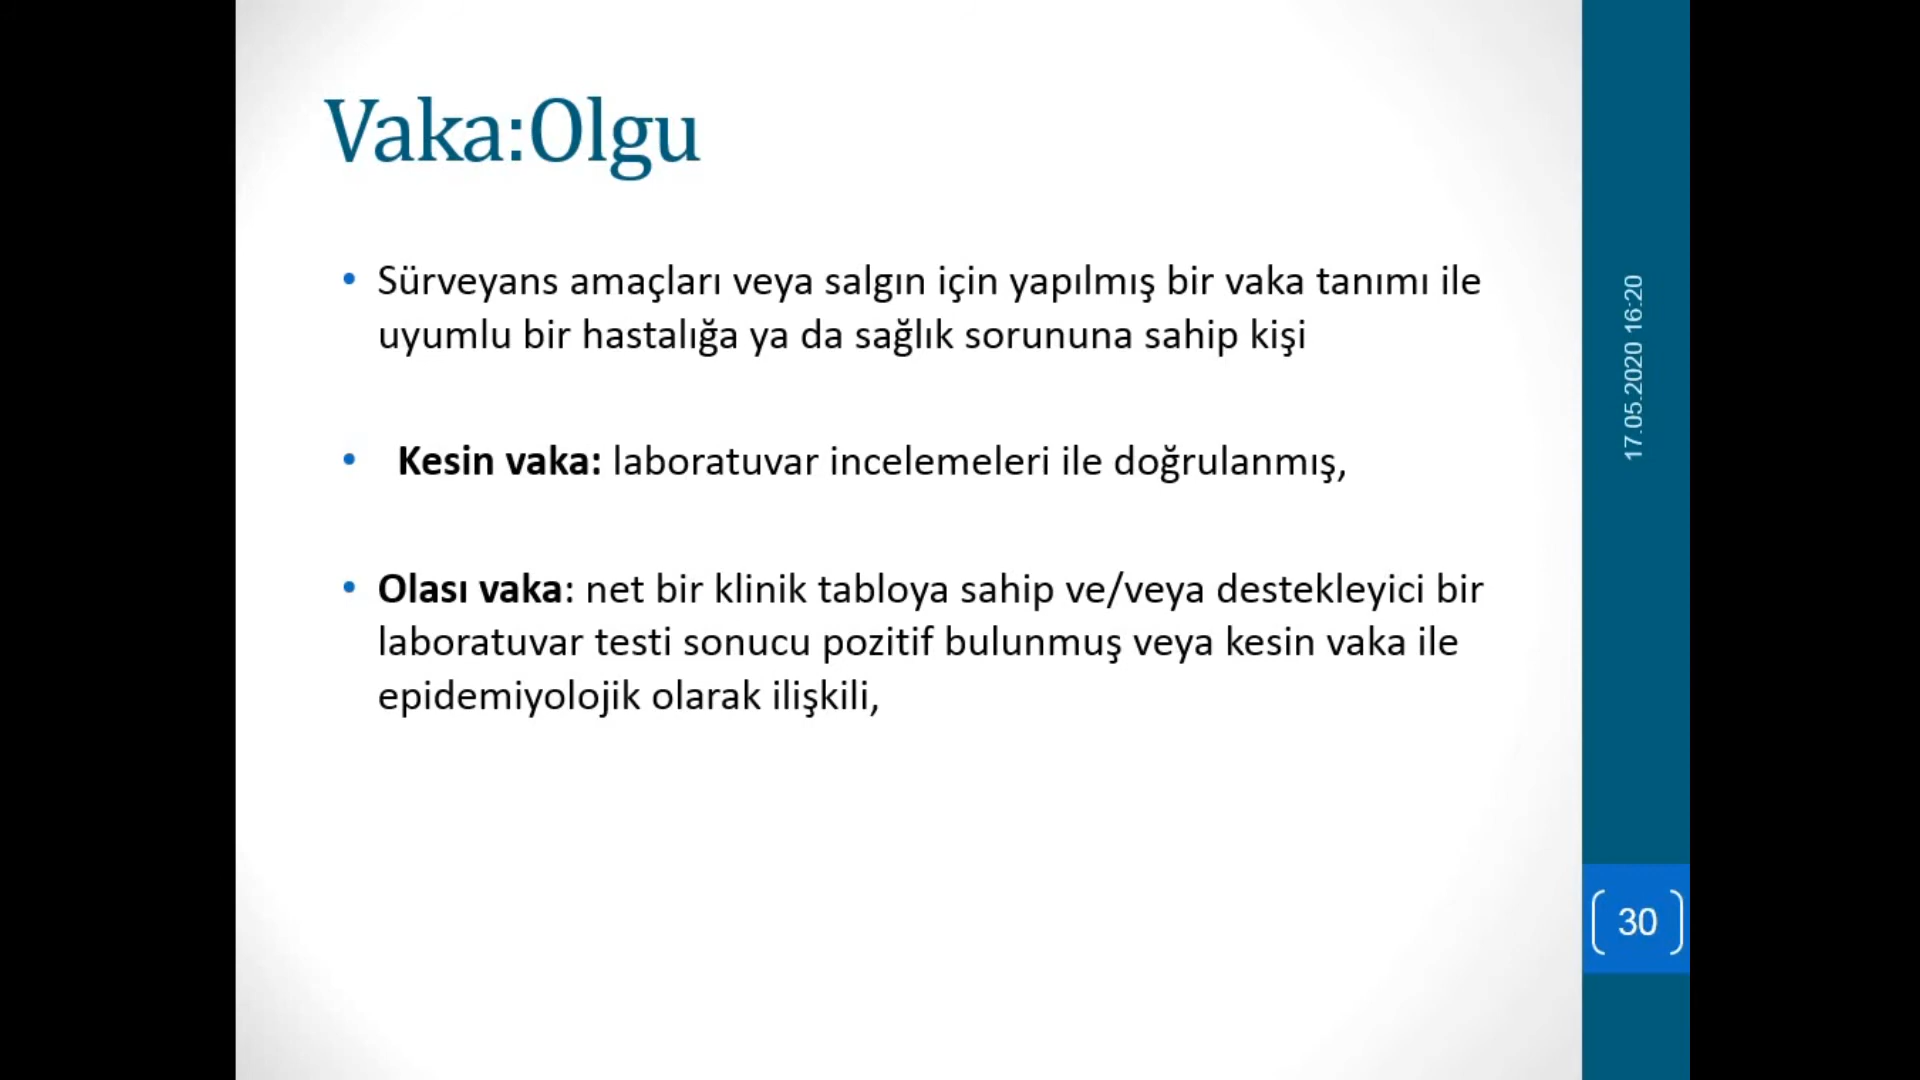 Vaka:Olgu
• Sürveyans amaçları veya salgın için yapılmış bir vaka tanımı ile
uyumlu bir hastalığa ya da sağlık sorununa sahip kişi
• Kesin vaka: laboratuvar incelemeleri ile doğrulanmış,
• Olası vaka: net bir klinik tabloya sahip ve/veya destekleyici bir
laboratuvar testi sonucu pozitif bulunmuş veya kesin vaka ile
epidemiyolojik olarak ilişkili,
17.05.2020 16:20
30